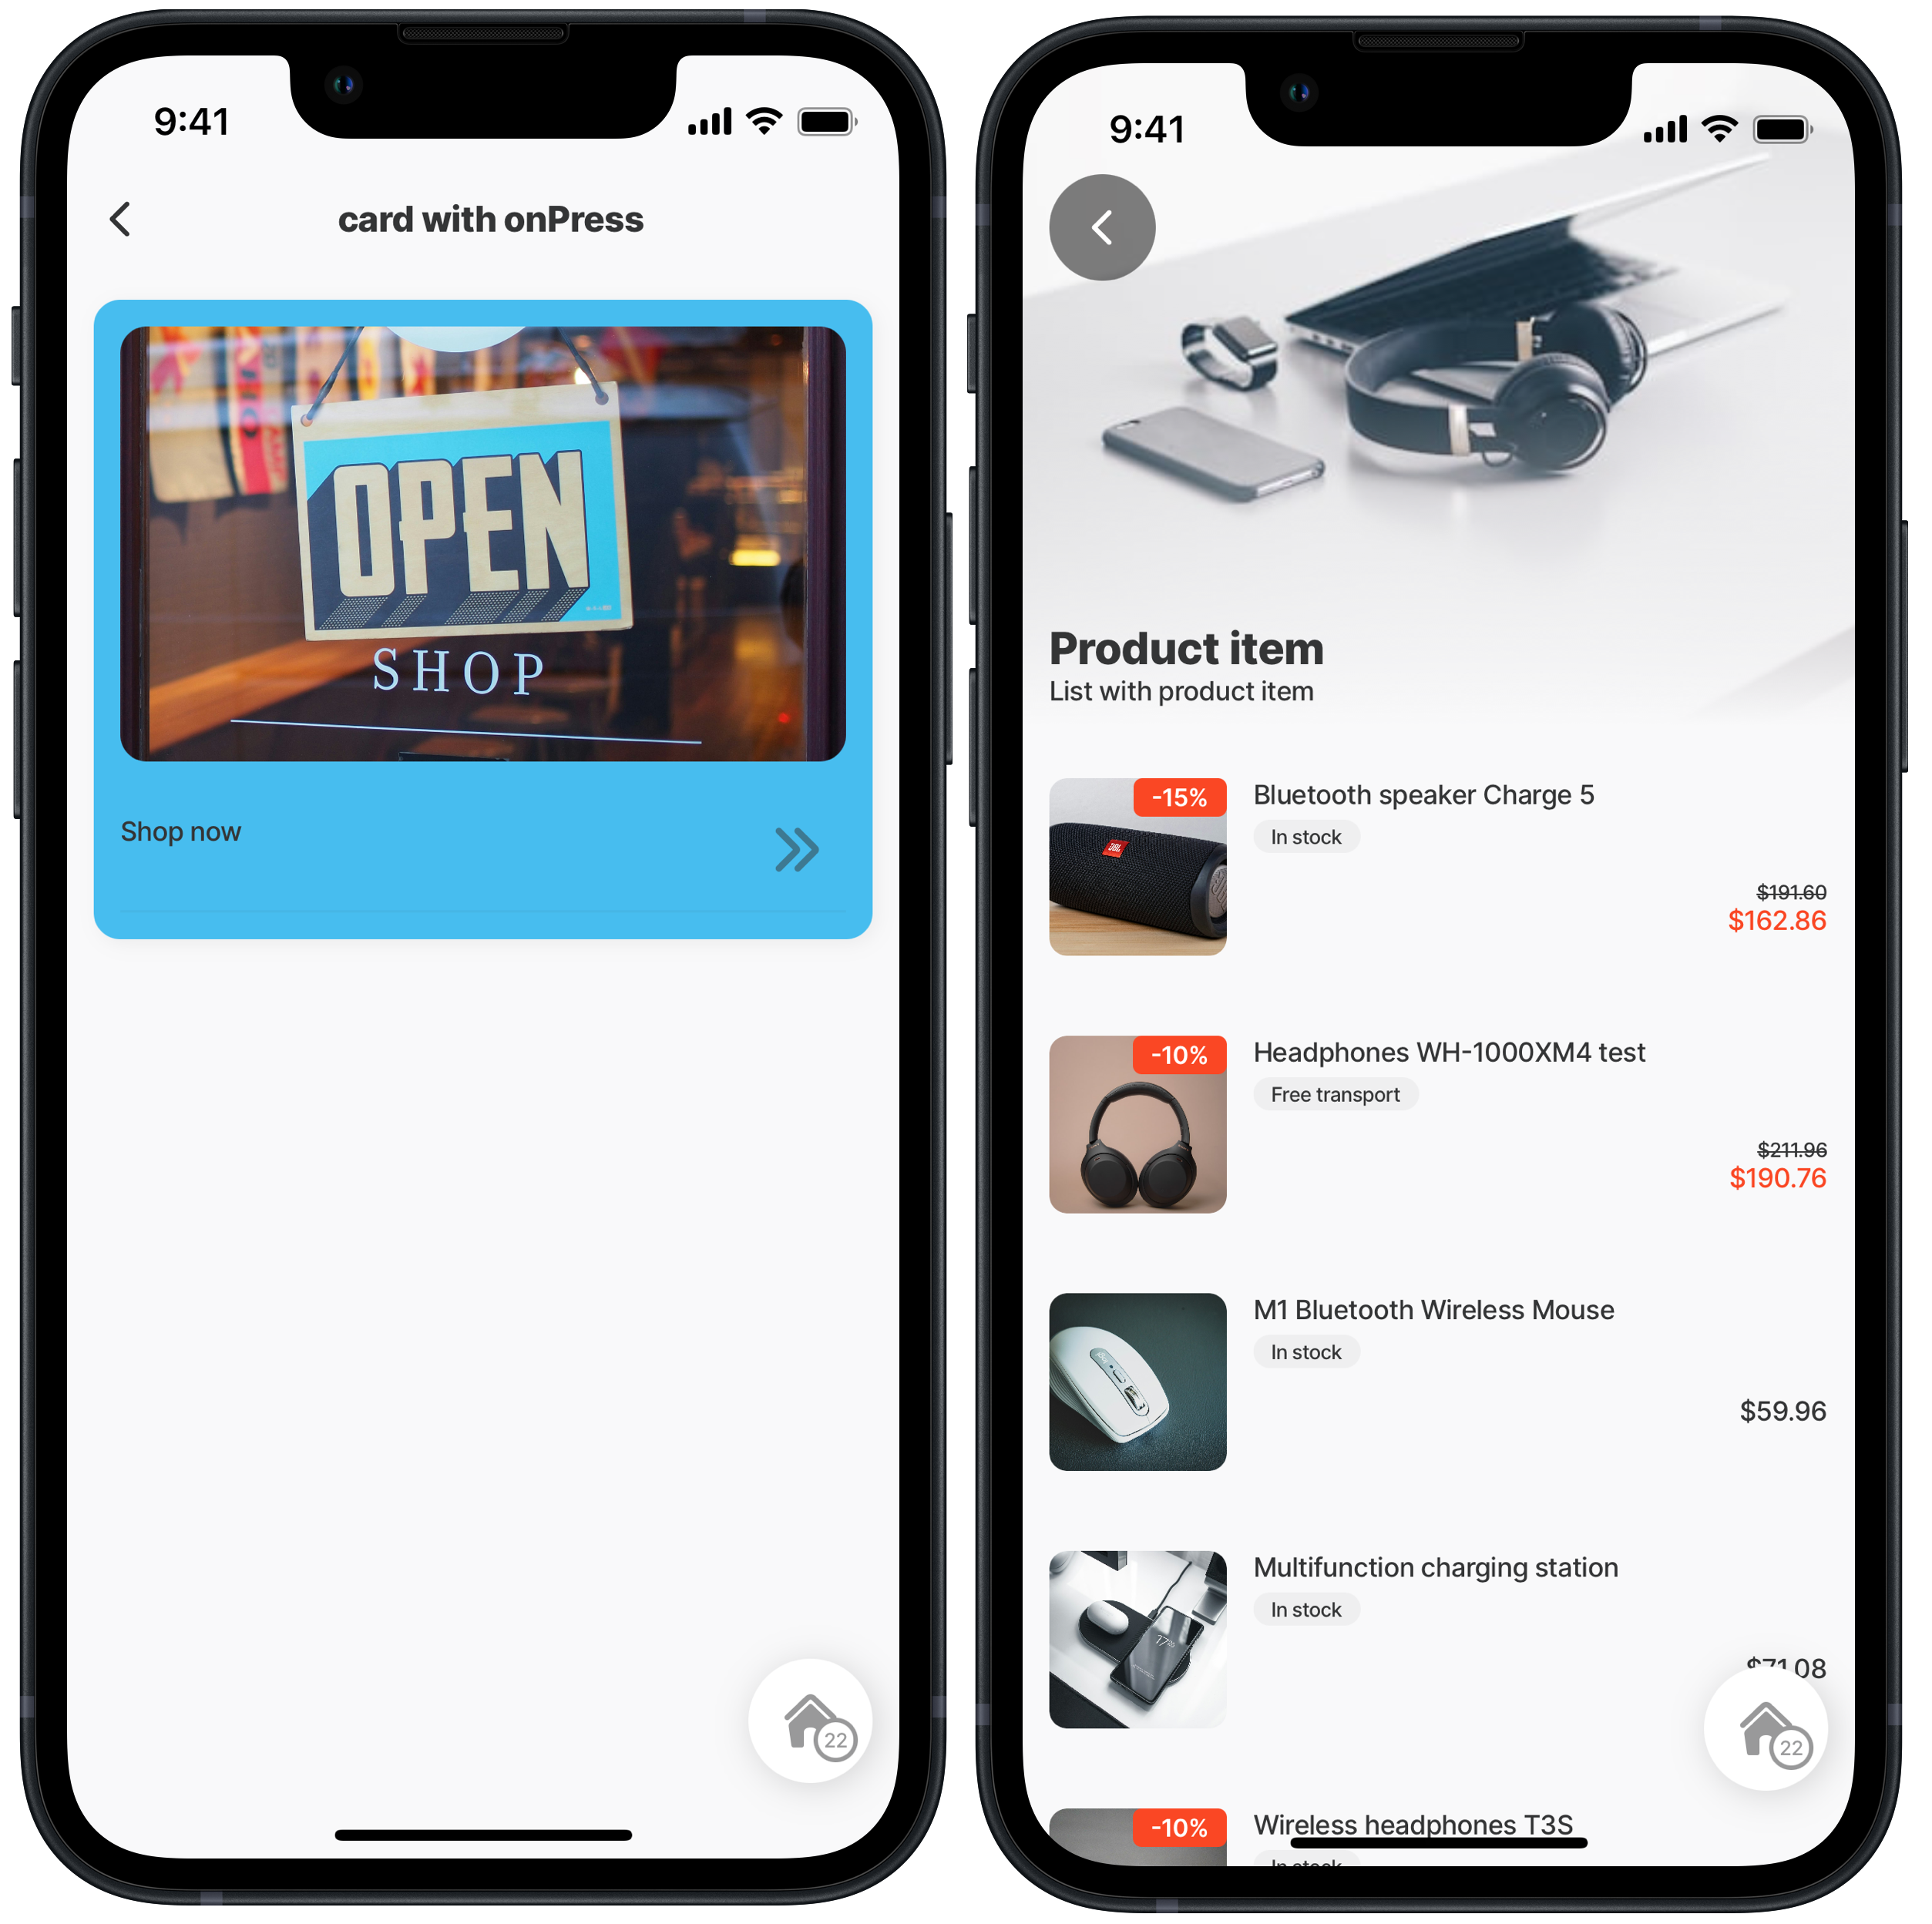 9:41
card with onPress
OPEN
SHOP
Shop now
22
9:41
Product item
List with product item
-15%
JBL
Bluetooth speaker Charge 5
In stock
$191.60
$162.86
-10%
Headphones WH-1000XM4 test
Free transport
$211.96
$190.76
M1 Bluetooth Wireless Mouse
In stock
$59.96
Multifunction charging station
In stock
$71.08
22
-10%
Wireless headphones T3S
In stock